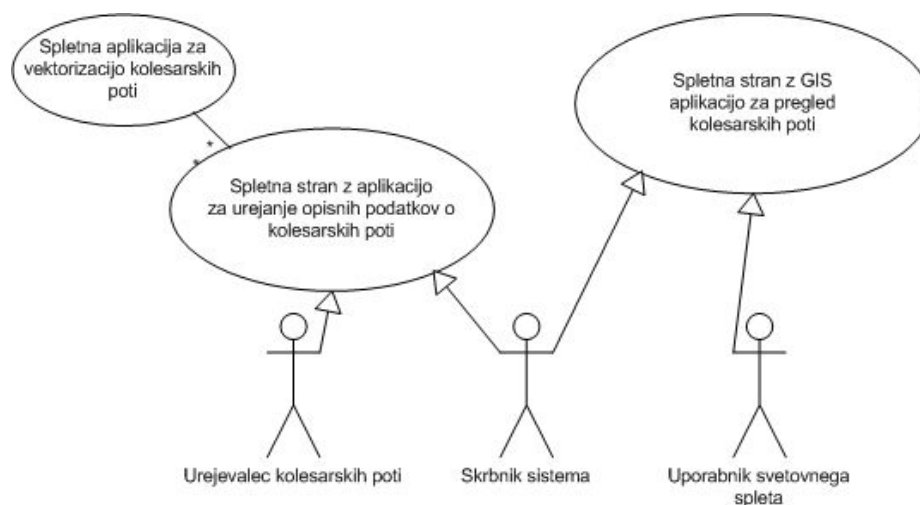 Spletna aplikacija za
vektorizacijo kolesarskih
poti
Spletna stran z GIS
aplikacijo za pregled
kolesarskih poti
* *
Spletna stran z aplikacijo
za urejanje opisnih podatkov o
kolesarskih poti
Urejevalec kolesarskih poti
Skrbnik sistema
Uporabnik svetovnega
spleta